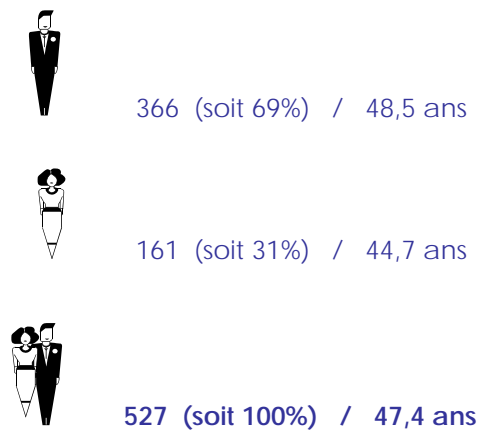 366 (soit 69%) / 48,5 ans
161 (soit 31%) / 44,7 ans
527 (soit 100%) / 47,4 ans